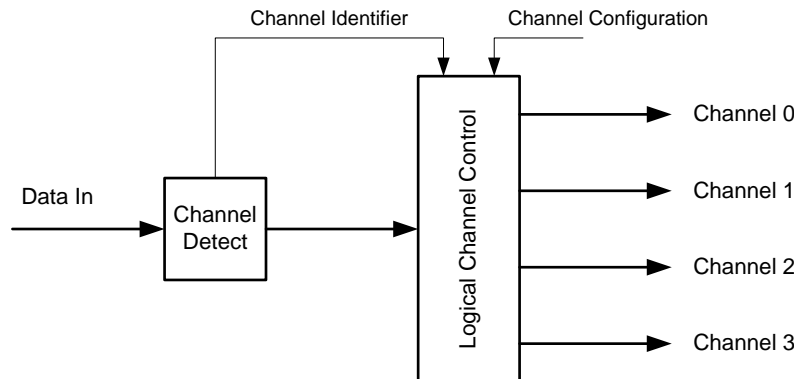 Channel Identifier
Channel Configuration
Channel 0
Data In
Channel
Detect
Logical Channel Control
Channel 1
Channel 2
Channel 3